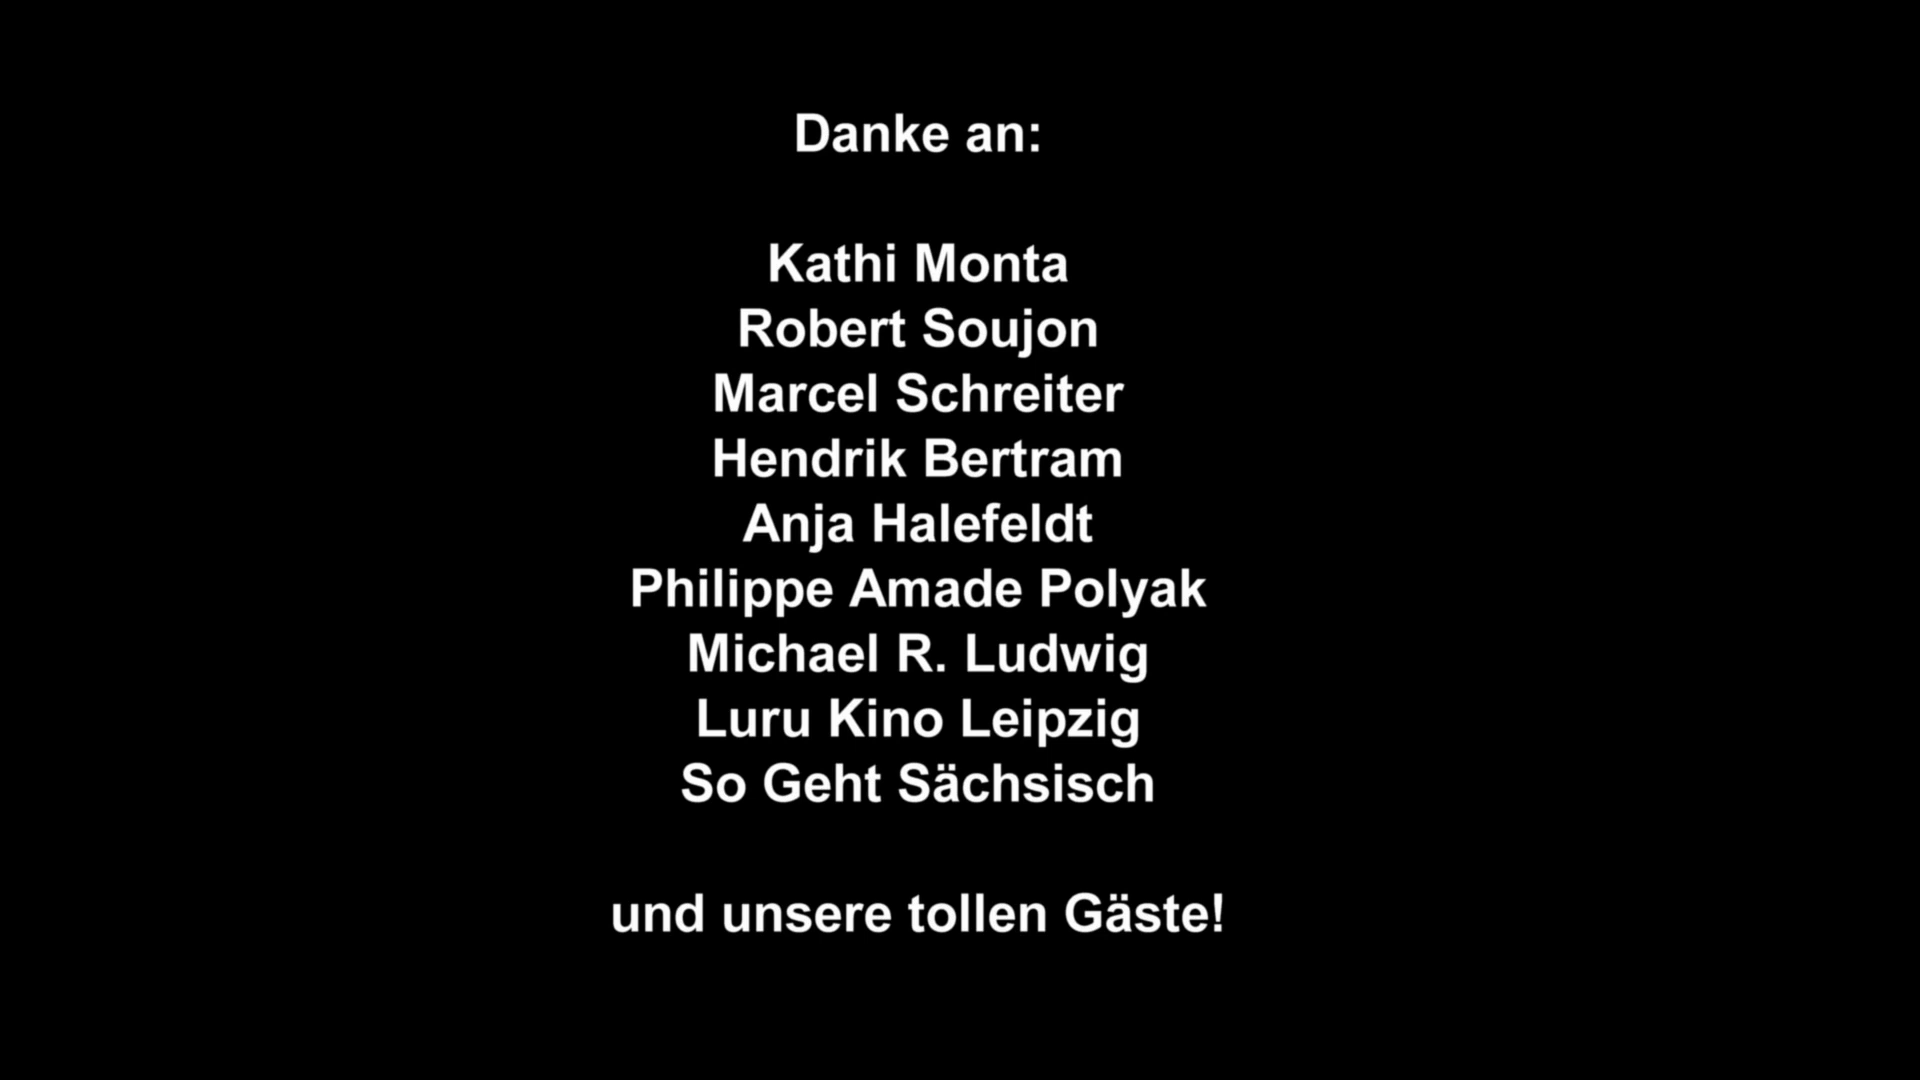 Danke an:
Kathi Monta
Robert Soujon
Marcel Schreiter
Hendrik Bertram
Anja Halefeldt
Philippe Amade Polyak
Michael R. Ludwig
Luru Kino Leipzig
So Geht Sächsisch
und unsere tollen Gäste!